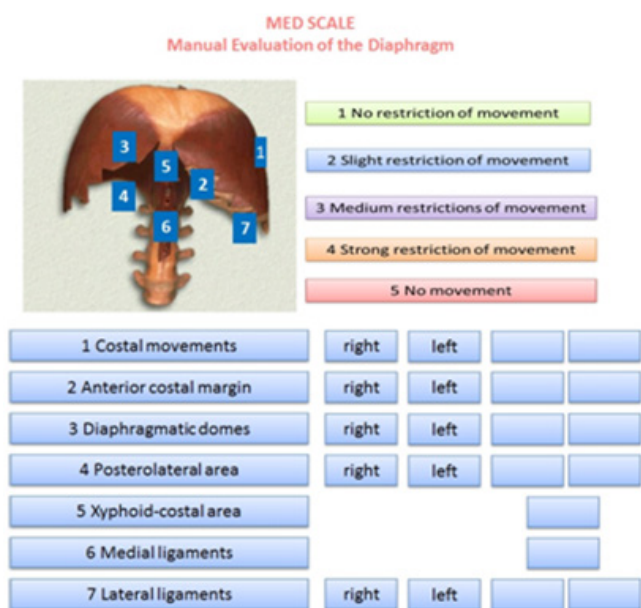 MED SCALE
Manual Evaluation of the Diaphragm
3
5
1
2
4
6
7
1 No restriction of movement
2 Slight restriction of movement
3 Medium restrictions of movement
4 Strong restriction of movement
5 No movement
1 Costal movements right left
2 Anterior costal margin right left
3 Diaphragmatic domes right left
4 Posterolateral area right left
5 Xyphoid-costal area
6 Medial ligaments
7 Lateral ligaments right left